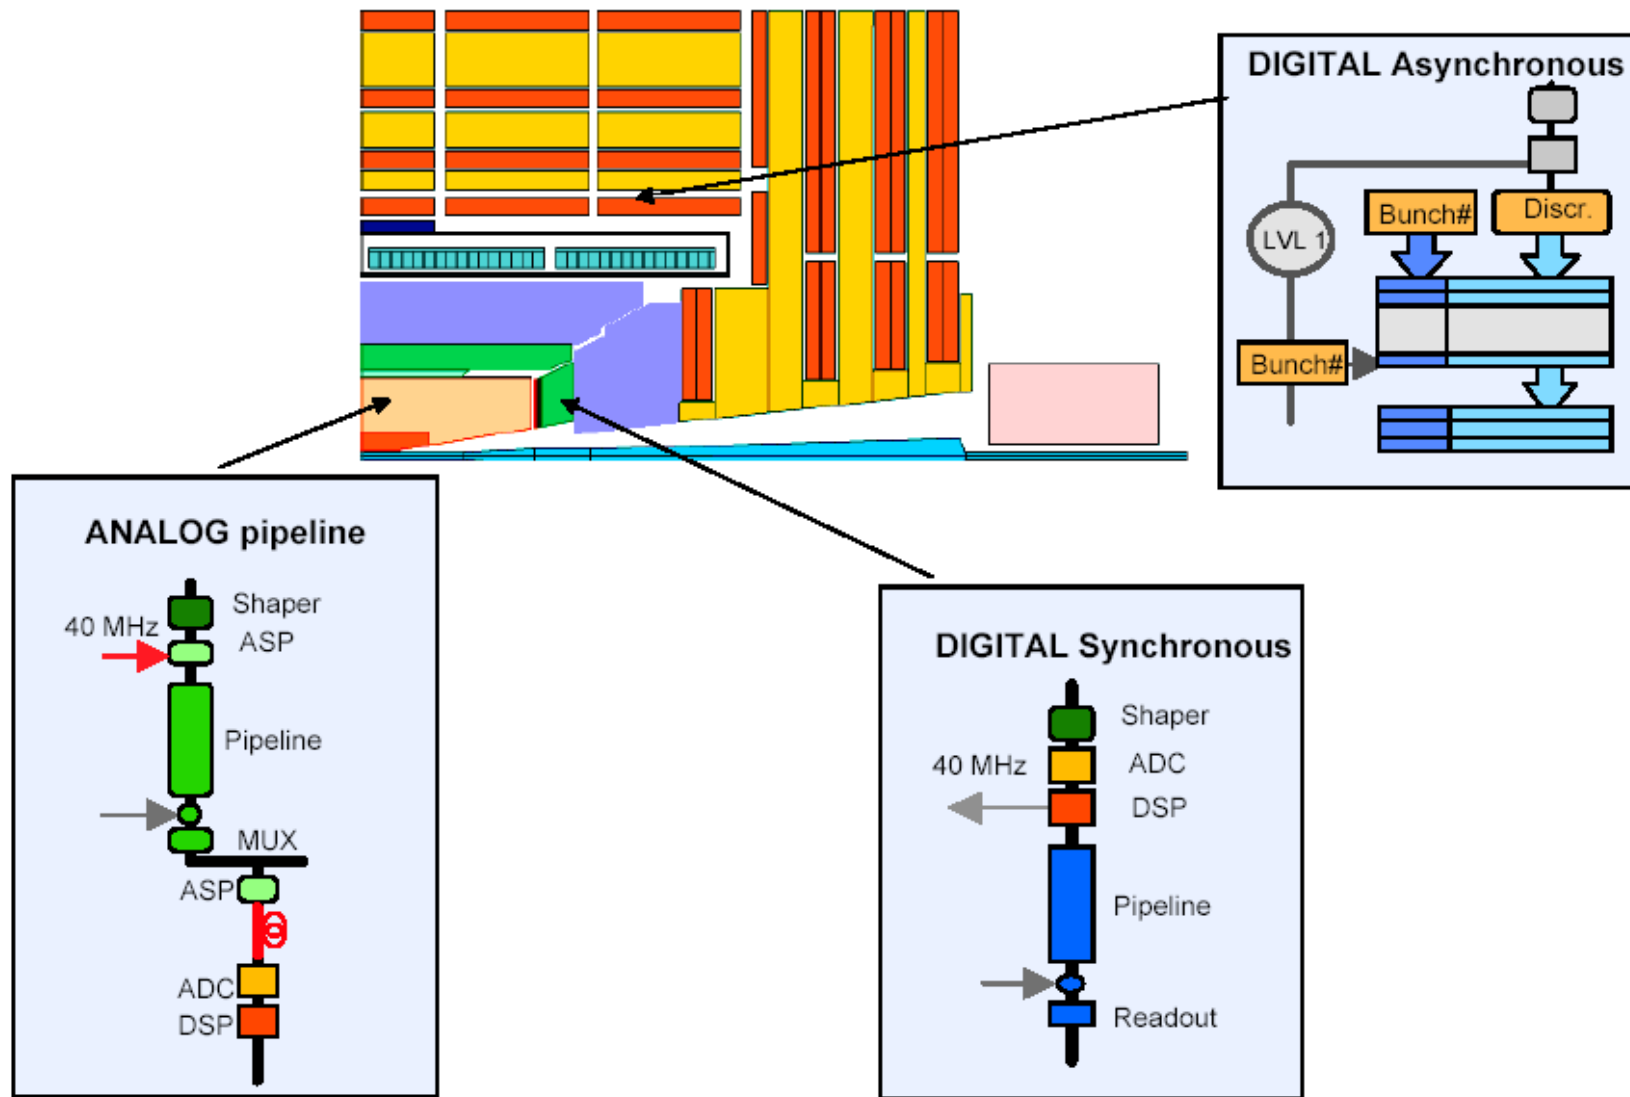 DIGITAL Asynchronous
Bunch#
Discr.
LVL 1
Bunch#
ANALOG pipeline
Shaper
40 MHz
ASP
Pipeline
MUX
ASP
ADC
DSP
DIGITAL Synchronous
Shaper
40 MHz
ADC
DSP
Pipeline
Readout